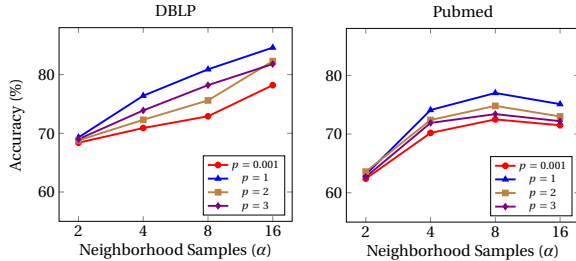 DBLP
Accuracy (%)
80
70
60
p = 0.001
p = 1
p = 2
p = 3
2 4 8 16
Neighborhood Samples (α)
Pubmed
80
70
60
p = 0.001
p = 1
p = 2
p = 3
2 4 8 16
Neighborhood Samples (α)